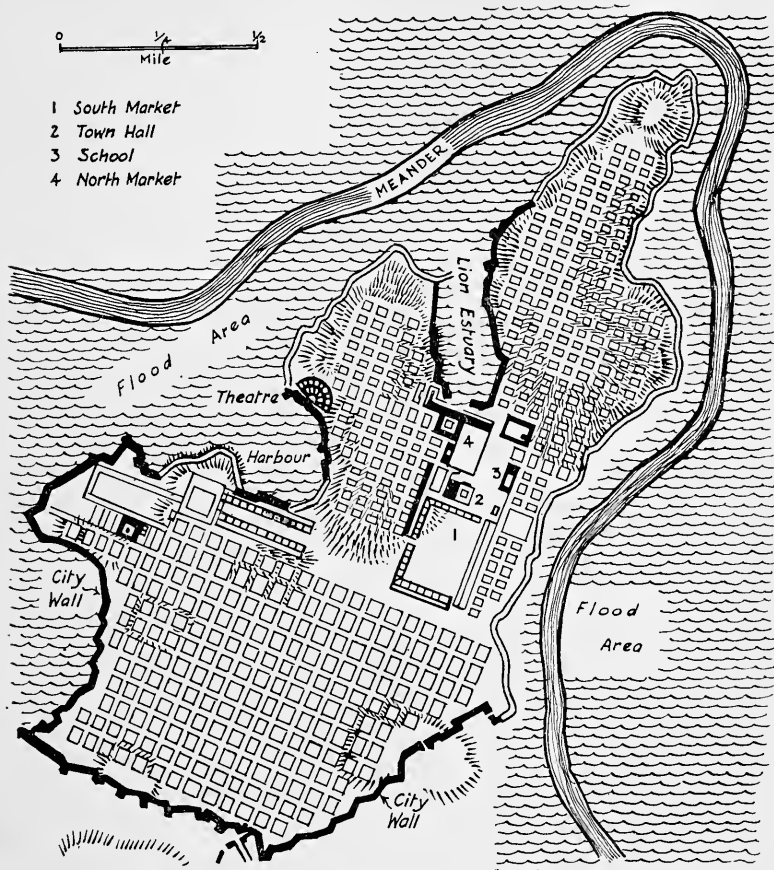 0 1/4 1/2
Mile
1 South Market
2 Town Hall
3 School
4 North Market
MEANDER
Lion Estuary
Flood Area
Theatre
Harbour
4
3
2
1
City
Wall
Flood
Area
City
Wall